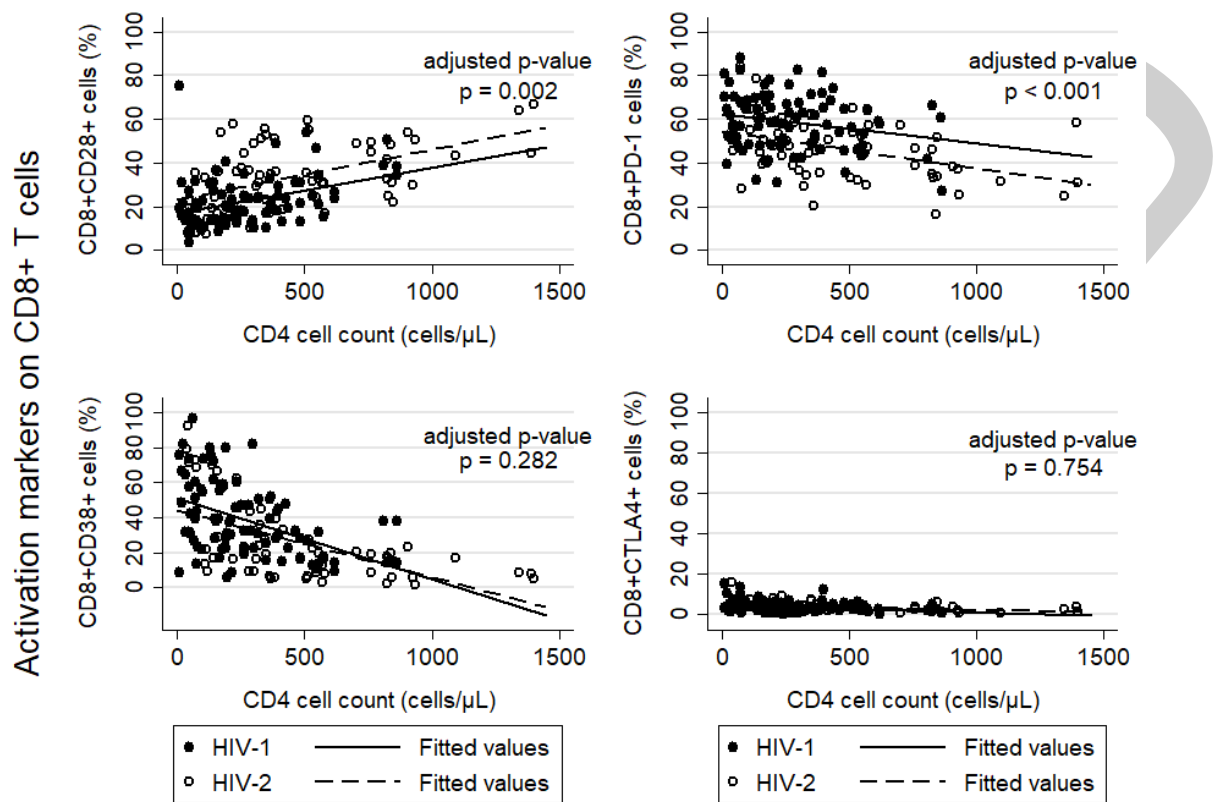 Activation markers on CD8+ T cells
CD8+CD28+ cells (%)
100
80
60
40
20
0
adjusted p-value
p = 0.002
0 500 1000 1500
CD4 cell count (cells/µL)
CD8+PD-1 cells (%)
100
80
60
40
20
0
adjusted p-value
p < 0.001
0 500 1000 1500
CD4 cell count (cells/µL)
CD8+CD38+ cells (%)
100
80
60
40
20
0
adjusted p-value
p = 0.282
0 500 1000 1500
CD4 cell count (cells/µL)
CD8+CTLA4+ cells (%)
100
80
60
40
20
0
adjusted p-value
p = 0.754
0 500 1000 1500
CD4 cell count (cells/µL)
HIV-1 Fitted values
HIV-2 Fitted values
HIV-1 Fitted values
HIV-2 Fitted values